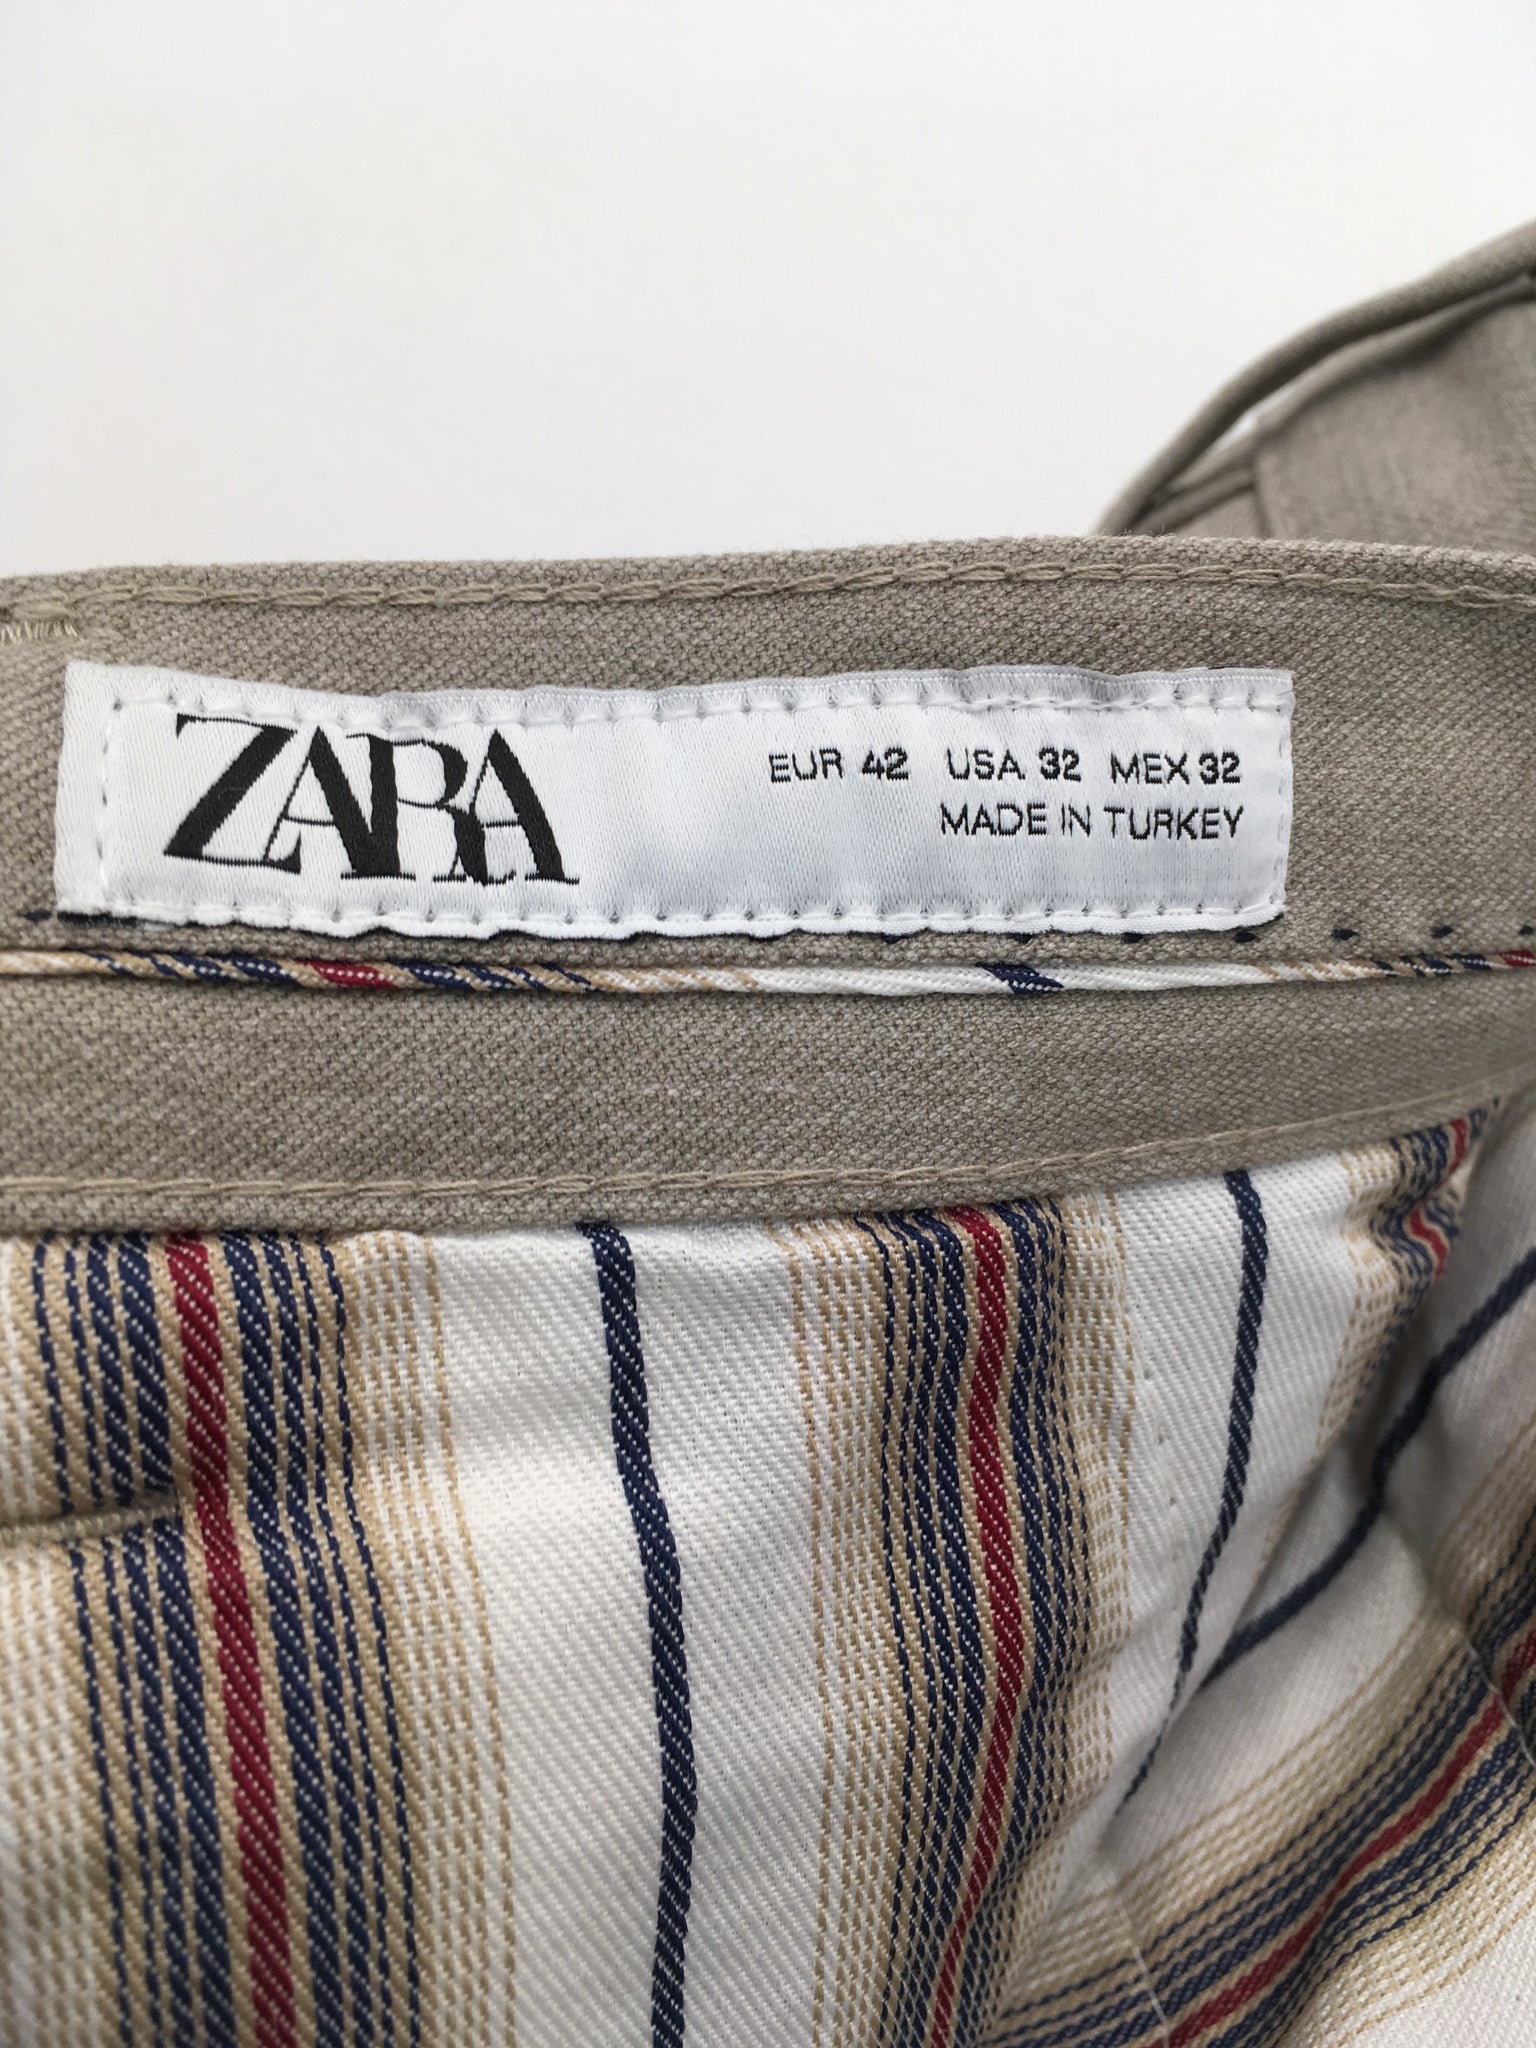 ZARA
EUR 42 USA 32 MEX 32
MADE IN TURKEY